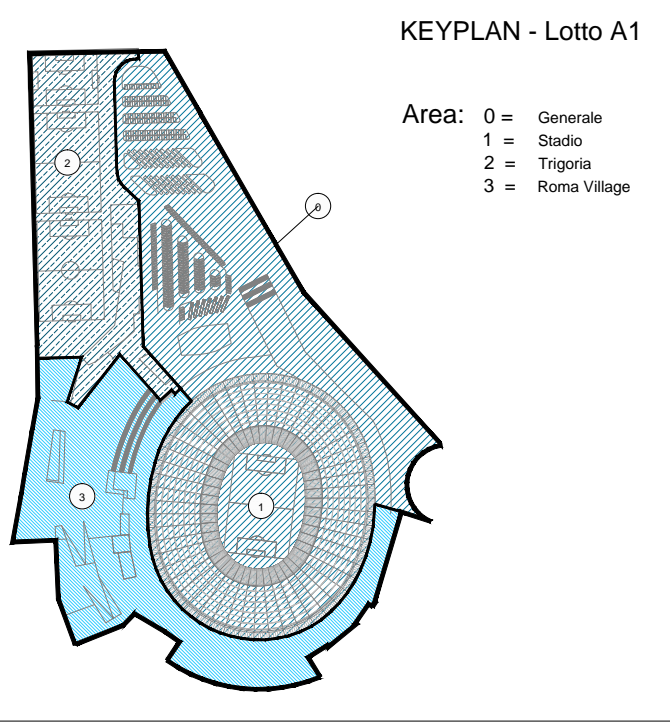 KEYPLAN - Lotto A1
Area: 0 = Generale
1 = Stadio
2 = Trigoria
3 = Roma Village
2
0
3
1